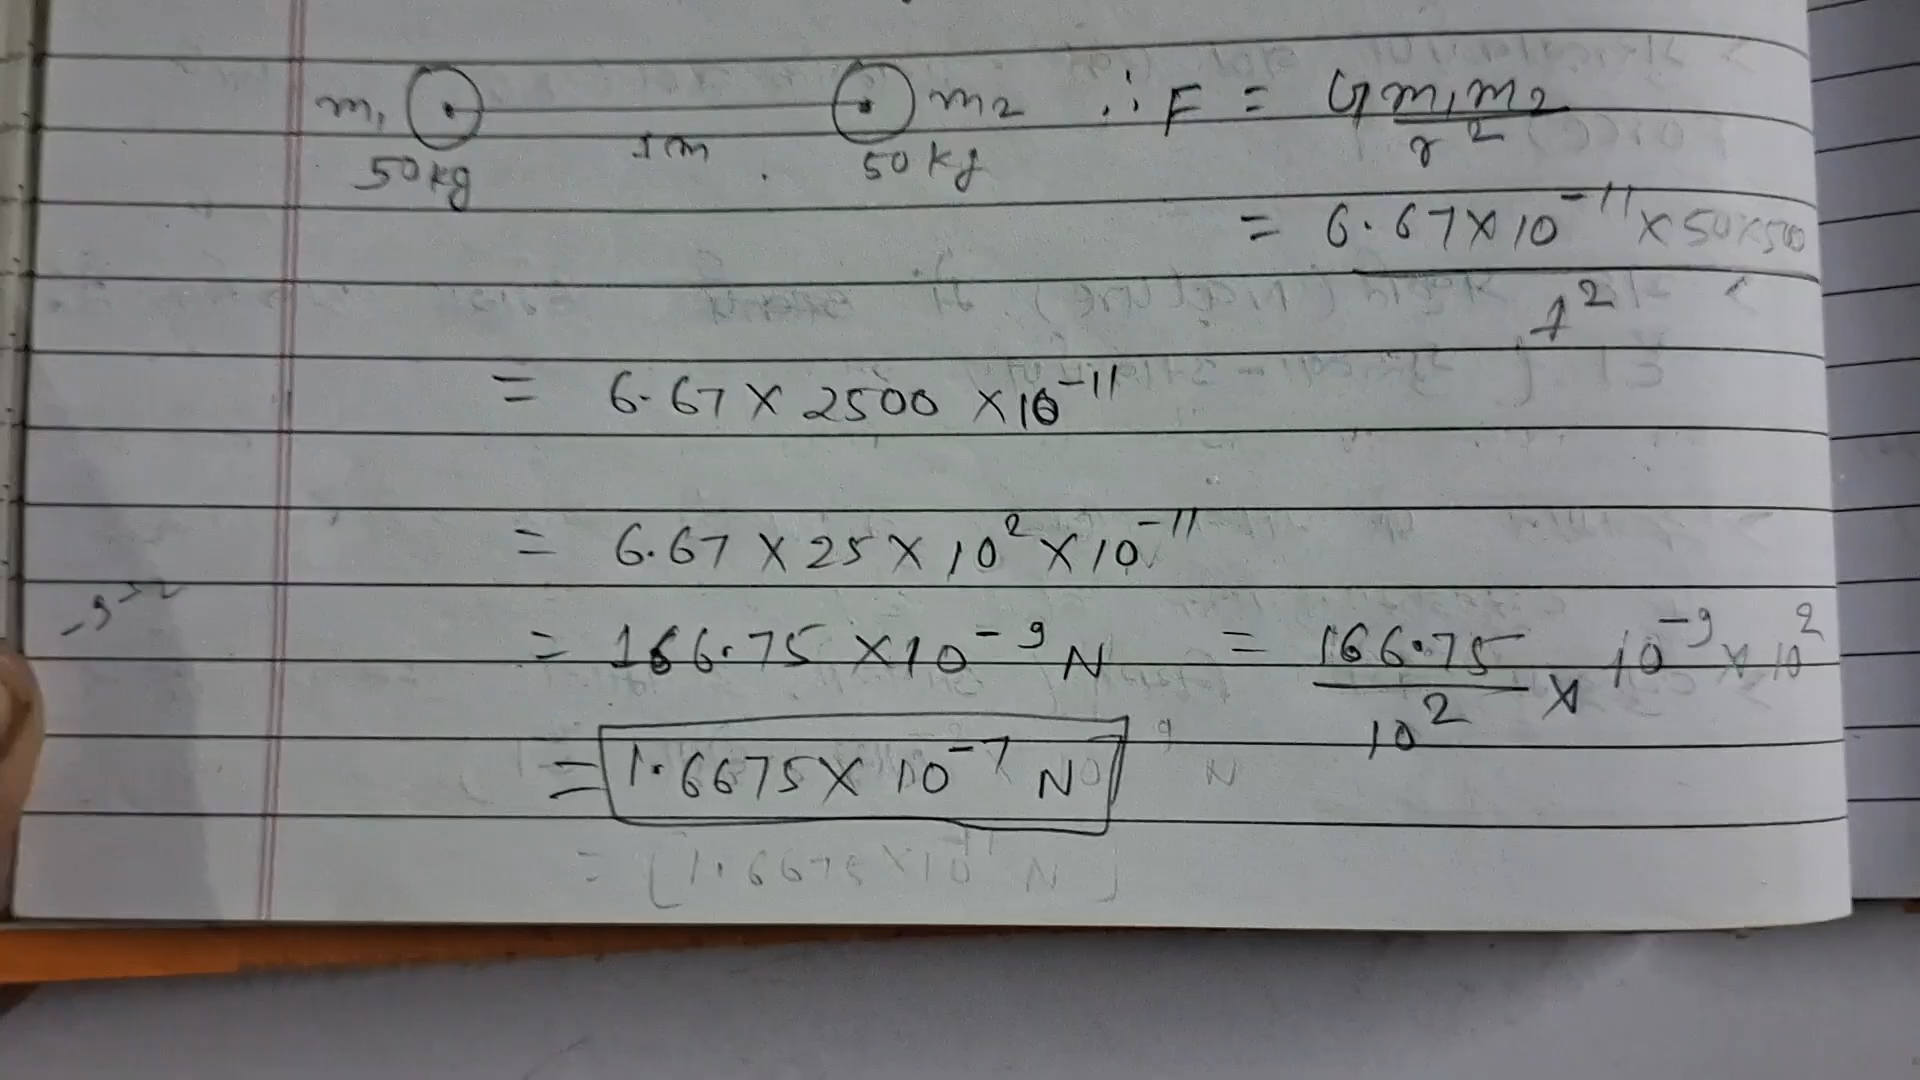 m₁ m₂ ∴ F = Gm₁m₂
r²
50kg 1m 50 kg
= 6.67 × 10⁻¹¹ × 50×500
1²
= 6.67 × 2500 × 10⁻¹¹
= 6.67 × 25 × 10² × 10⁻¹¹
= 166.75 × 10⁻⁹ N = 166.75 × 10⁻⁹ × 10²
10²
= 1.6675 × 10⁻⁷ N